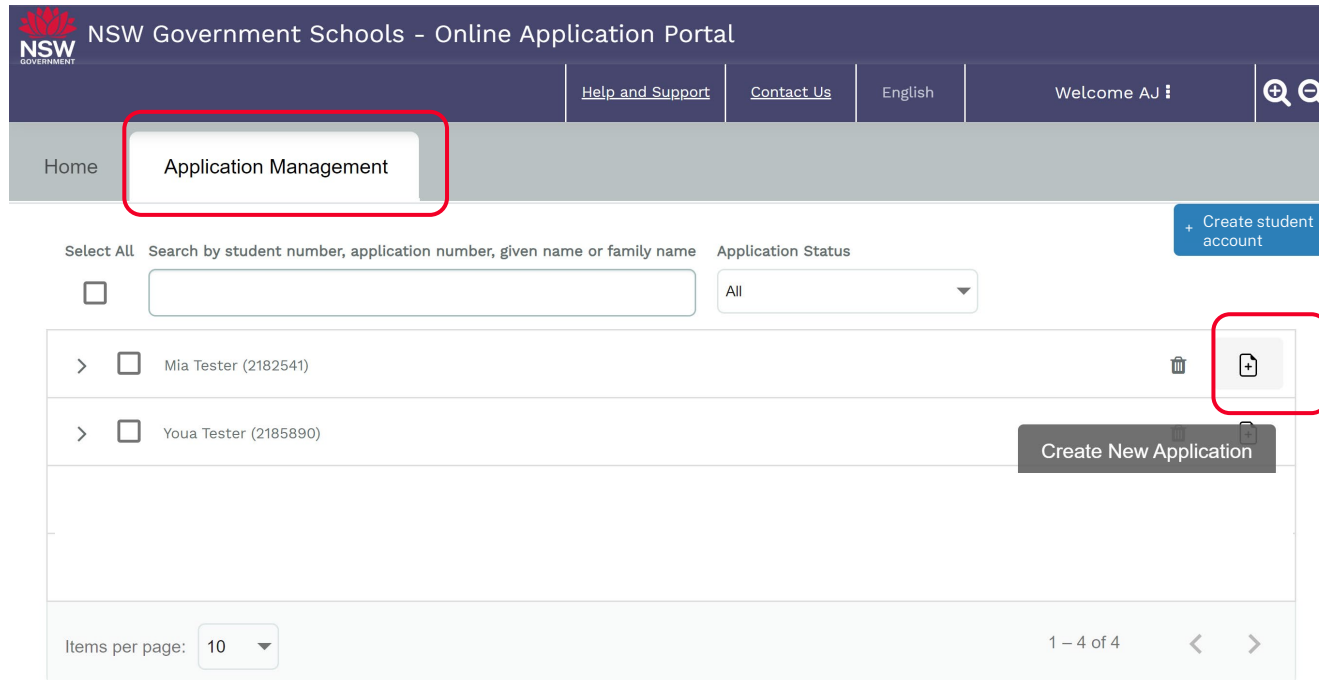 NSW Government Schools - Online Application Portal
NSW
GOVERNMENT
Help and Support Contact Us English Welcome AJ
Home Application Management
+ Create student
account
Select All Search by student number, application number, given name or family name Application Status
All
Mia Tester (2182541)
Youa Tester (2185890)
Create New Application
Items per page: 10 1 – 4 of 4